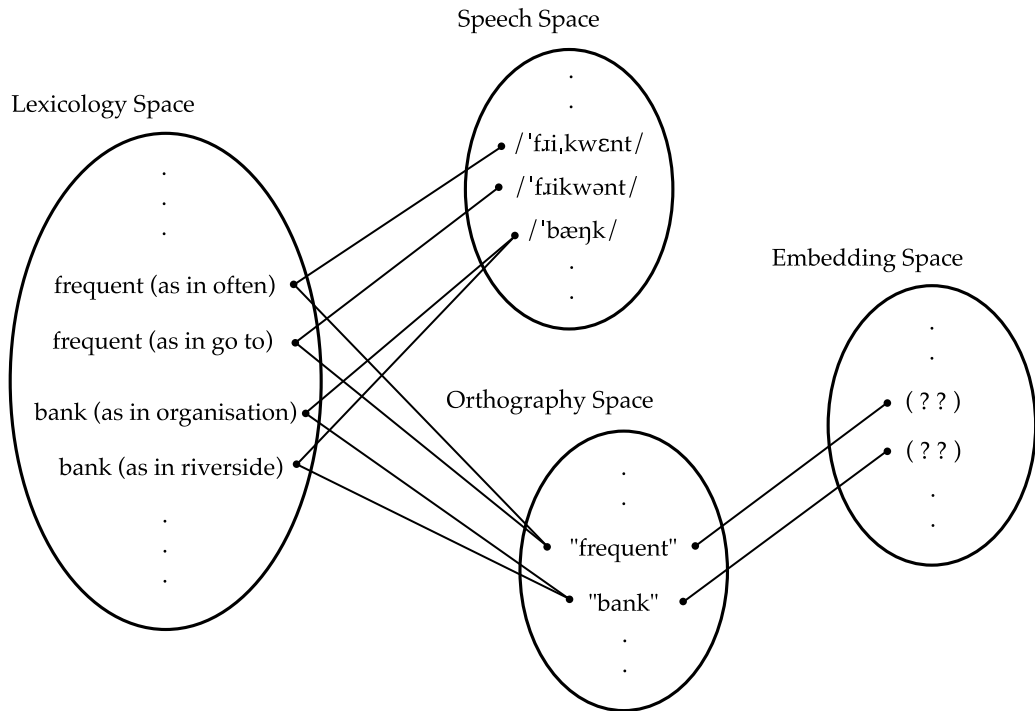 Speech Space
/ˈfɹiˌkwɛnt/
/ˈfɹikwənt/
/ˈbæŋk/
Lexicology Space
frequent (as in often)
frequent (as in go to)
bank (as in organisation)
bank (as in riverside)
Orthography Space
"frequent"
"bank"
Embedding Space
( ? ? )
( ? ? )